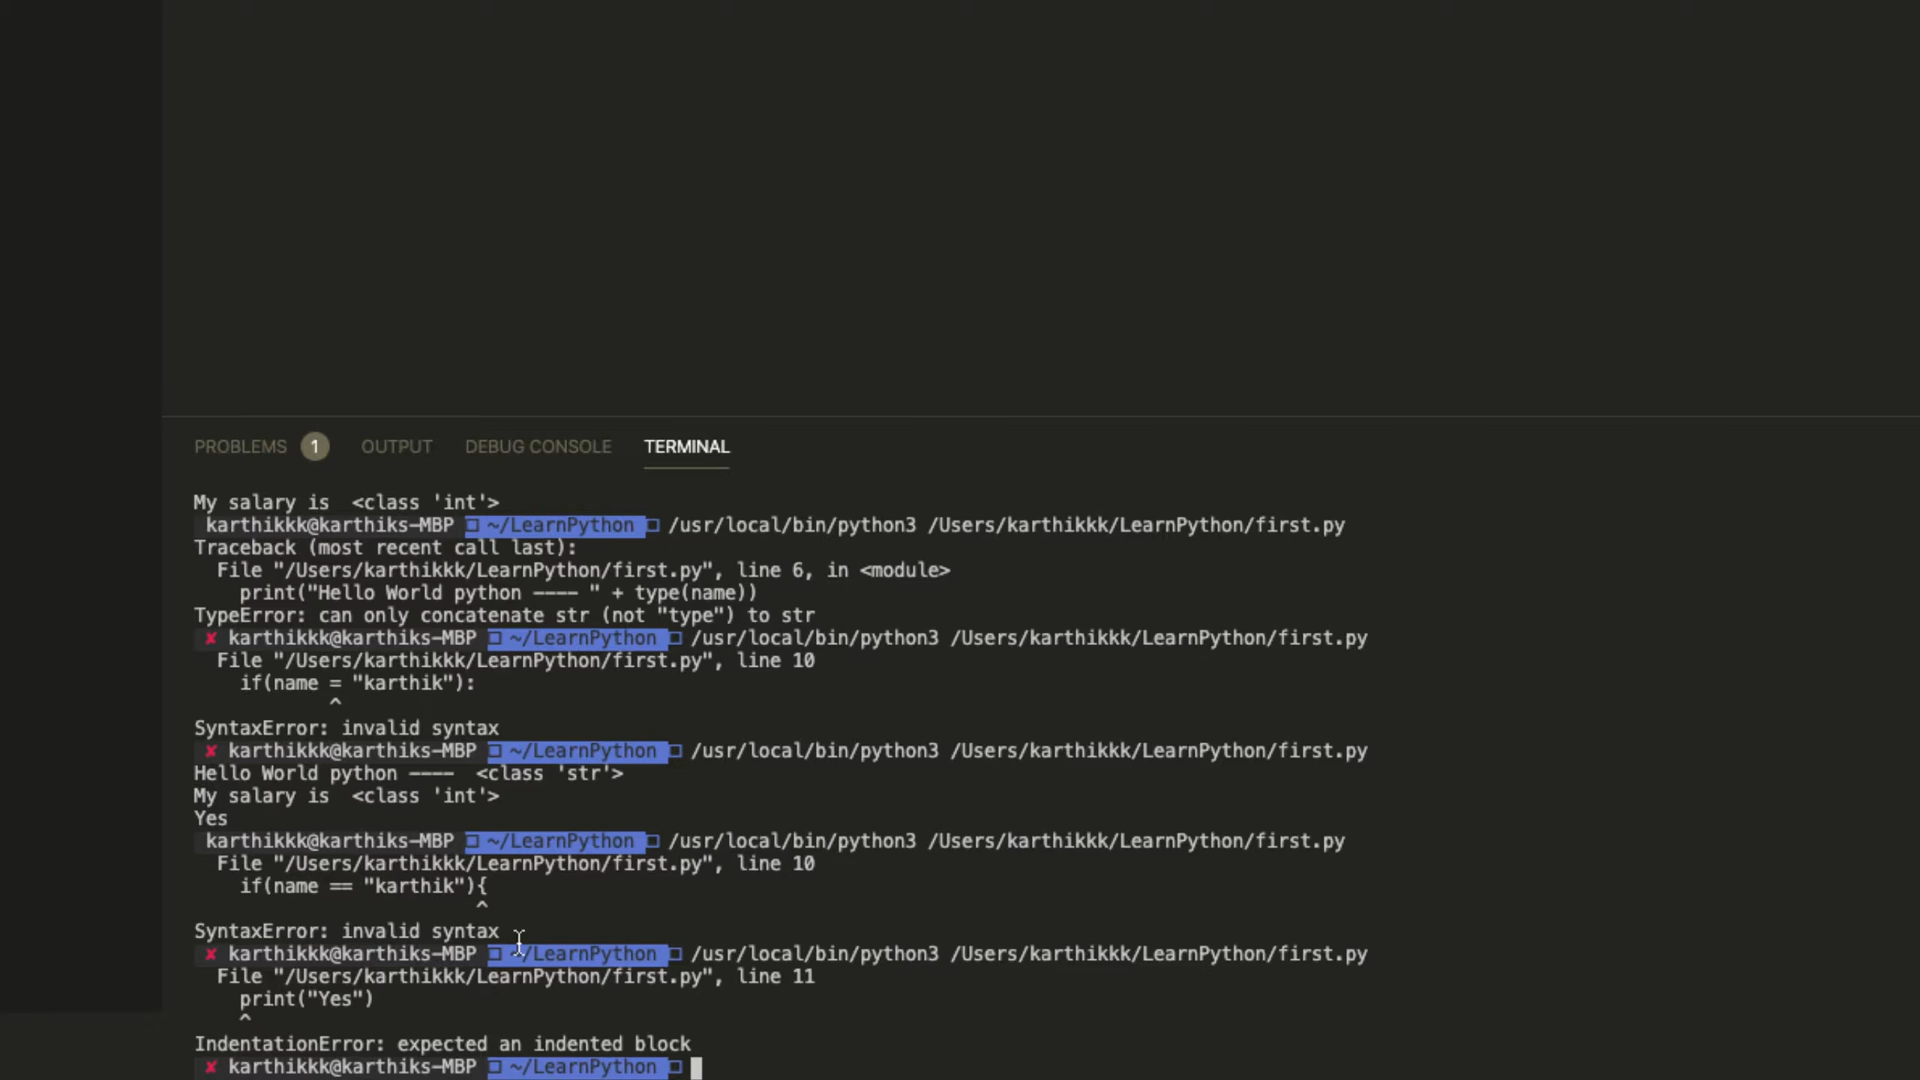 PROBLEMS 1 OUTPUT DEBUG CONSOLE TERMINAL
My salary is  <class 'int'>
karthikkk@karthiks-MBP ~/LearnPython /usr/local/bin/python3 /Users/karthikkk/LearnPython/first.py
Traceback (most recent call last):
  File "/Users/karthikkk/LearnPython/first.py", line 6, in <module>
    print("Hello World python ---- " + type(name))
TypeError: can only concatenate str (not "type") to str
✘ karthikkk@karthiks-MBP ~/LearnPython /usr/local/bin/python3 /Users/karthikkk/LearnPython/first.py
  File "/Users/karthikkk/LearnPython/first.py", line 10
    if(name = "karthik"):
            ^
SyntaxError: invalid syntax
✘ karthikkk@karthiks-MBP ~/LearnPython /usr/local/bin/python3 /Users/karthikkk/LearnPython/first.py
Hello World python ----  <class 'str'>
My salary is  <class 'int'>
Yes
karthikkk@karthiks-MBP ~/LearnPython /usr/local/bin/python3 /Users/karthikkk/LearnPython/first.py
  File "/Users/karthikkk/LearnPython/first.py", line 10
    if(name == "karthik"){
                         ^
SyntaxError: invalid syntax
✘ karthikkk@karthiks-MBP ~/LearnPython /usr/local/bin/python3 /Users/karthikkk/LearnPython/first.py
  File "/Users/karthikkk/LearnPython/first.py", line 11
    print("Yes")
    ^
IndentationError: expected an indented block
✘ karthikkk@karthiks-MBP ~/LearnPython